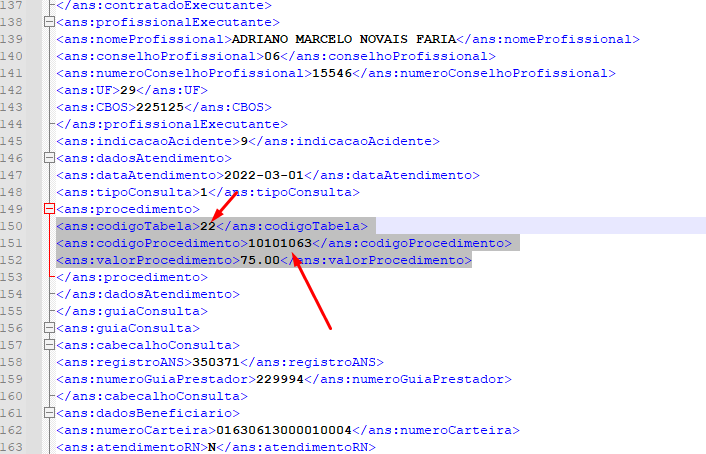 137 </ans:contratadoExecutante>
138 <ans:profissionalExecutante>
139 <ans:nomeProfissional>ADRIANO MARCELO NOVAIS FARIA</ans:nomeProfissional>
140 <ans:conselhoProfissional>06</ans:conselhoProfissional>
141 <ans:numeroConselhoProfissional>15546</ans:numeroConselhoProfissional>
142 <ans:UF>29</ans:UF>
143 <ans:CBOS>225125</ans:CBOS>
144 </ans:profissionalExecutante>
145 <ans:indicacaoAcidente>9</ans:indicacaoAcidente>
146 <ans:dadosAtendimento>
147 <ans:dataAtendimento>2022-03-01</ans:dataAtendimento>
148 <ans:tipoConsulta>1</ans:tipoConsulta>
149 <ans:procedimento>
150 <ans:codigoTabela>22</ans:codigoTabela>
151 <ans:codigoProcedimento>10101063</ans:codigoProcedimento>
152 <ans:valorProcedimento>75.00</ans:valorProcedimento>
153 </ans:procedimento>
154 </ans:dadosAtendimento>
155 </ans:guiaConsulta>
156 <ans:guiaConsulta>
157 <ans:cabecalhoConsulta>
158 <ans:registroANS>350371</ans:registroANS>
159 <ans:numeroGuiaPrestador>229994</ans:numeroGuiaPrestador>
160 </ans:cabecalhoConsulta>
161 <ans:dadosBeneficiario>
162 <ans:numeroCarteira>01630613000010004</ans:numeroCarteira>
163 <ans:atendimentoRN>N</ans:atendimentoRN>